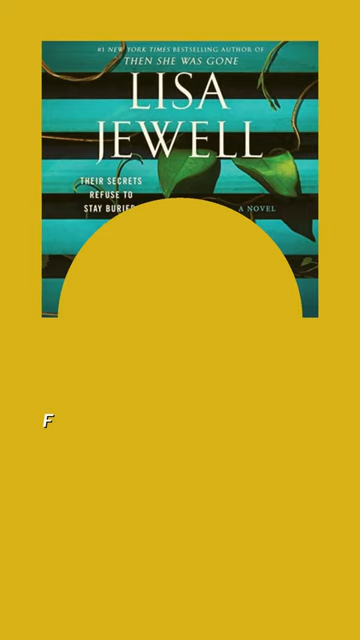 #1 NEW YORK TIMES BESTSELLING AUTHOR OF
THEN SHE WAS GONE
LISA
JEWELL
THEIR SECRETS
REFUSE TO
STAY BURIED
A NOVEL
F